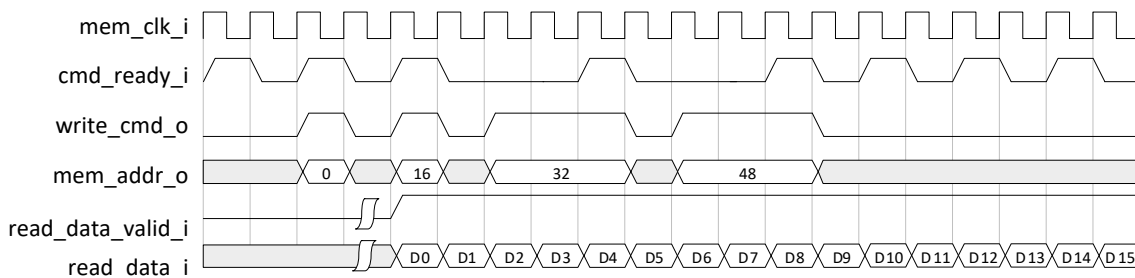 mem_clk_i
cmd_ready_i
write_cmd_o
mem_addr_o 0 16 32 48
read_data_valid_i
read_data_i D0 D1 D2 D3 D4 D5 D6 D7 D8 D9 D10 D11 D12 D13 D14 D15